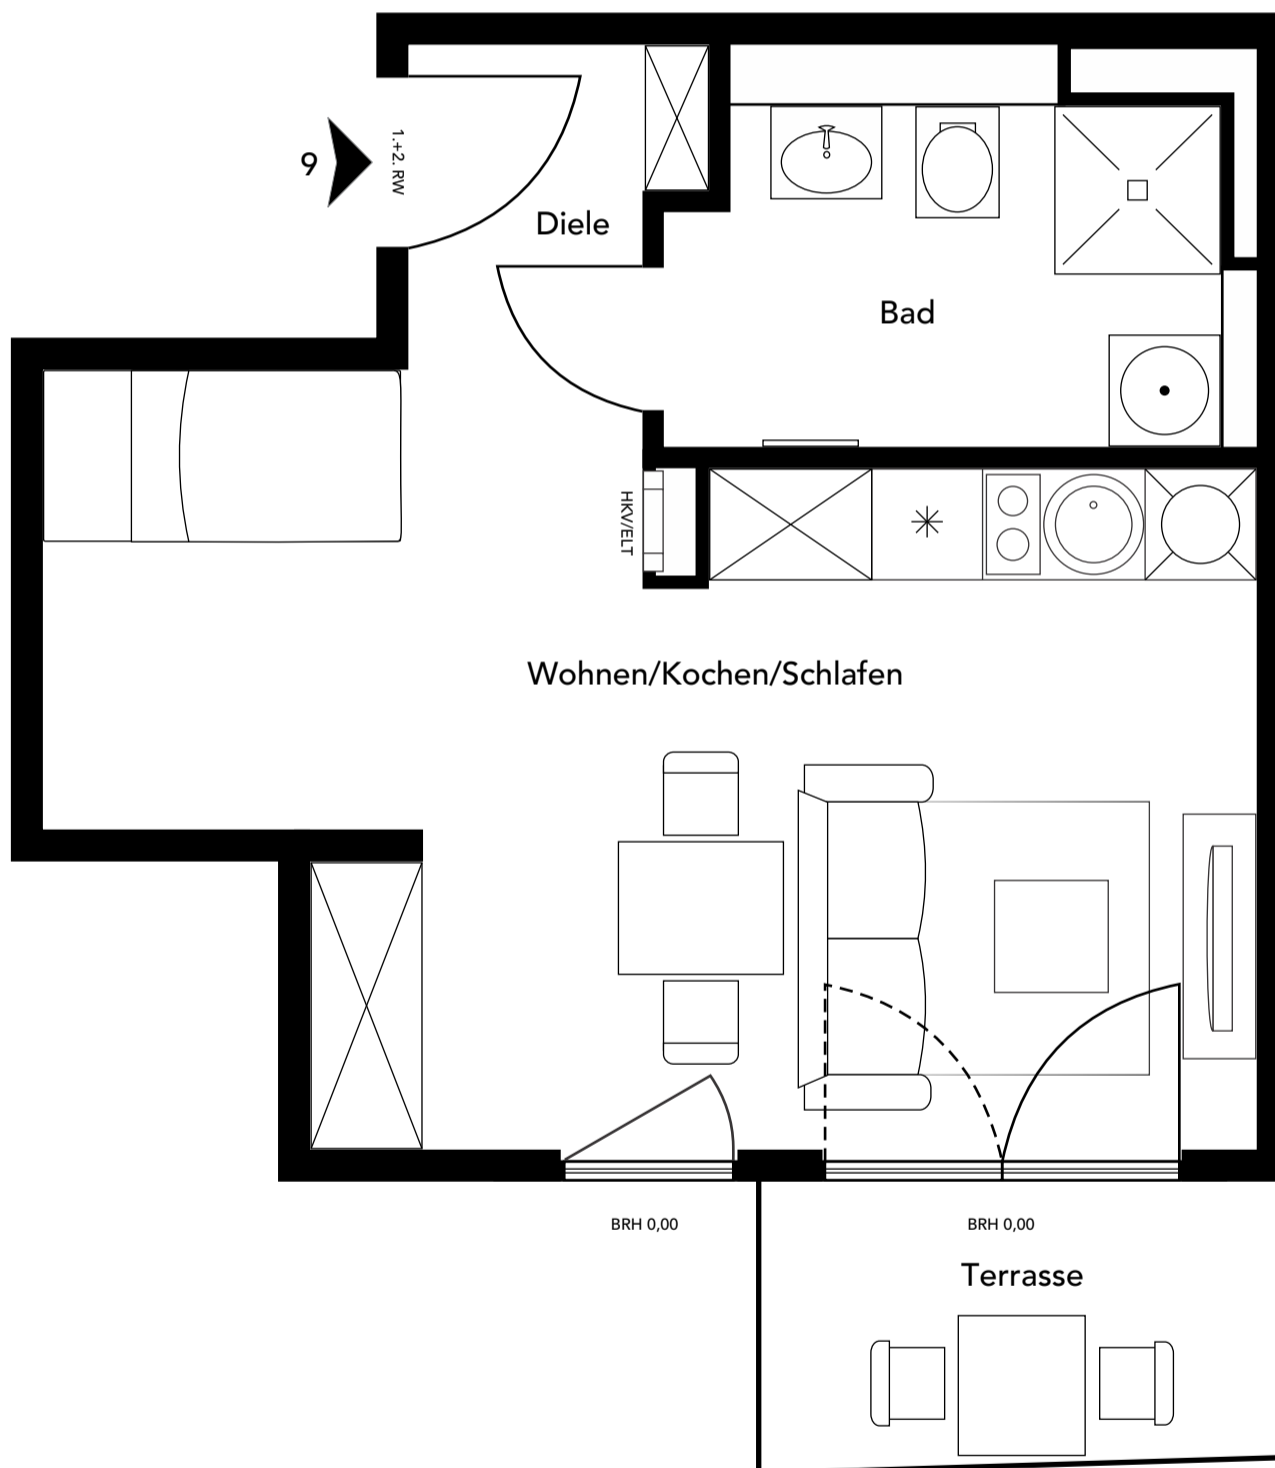 9
1.+2. RW
Diele
Bad
HKV/ELT
Wohnen/Kochen/Schlafen
BRH 0,00
BRH 0,00
Terrasse